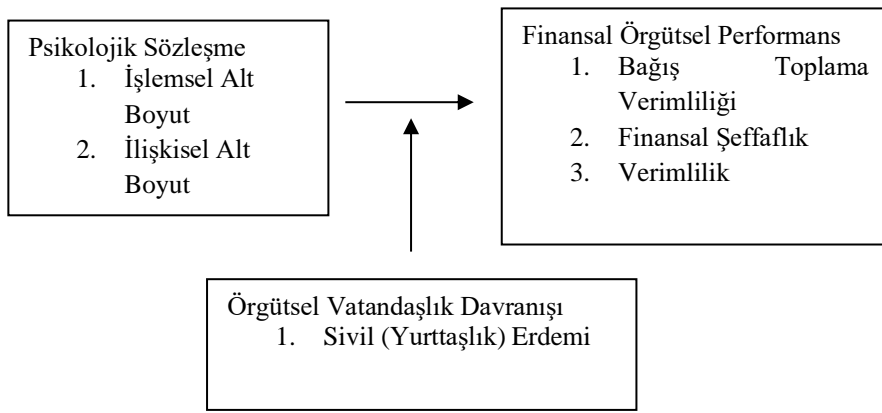 Psikolojik Sözleşme
1. İşlemsel Alt
Boyut
2. İlişkisel Alt
Boyut
Finansal Örgütsel Performans
1. Bağış Toplama
Verimliliği
2. Finansal Şeffaflık
3. Verimlilik
Örgütsel Vatandaşlık Davranışı
1. Sivil (Yurttaşlık) Erdemi